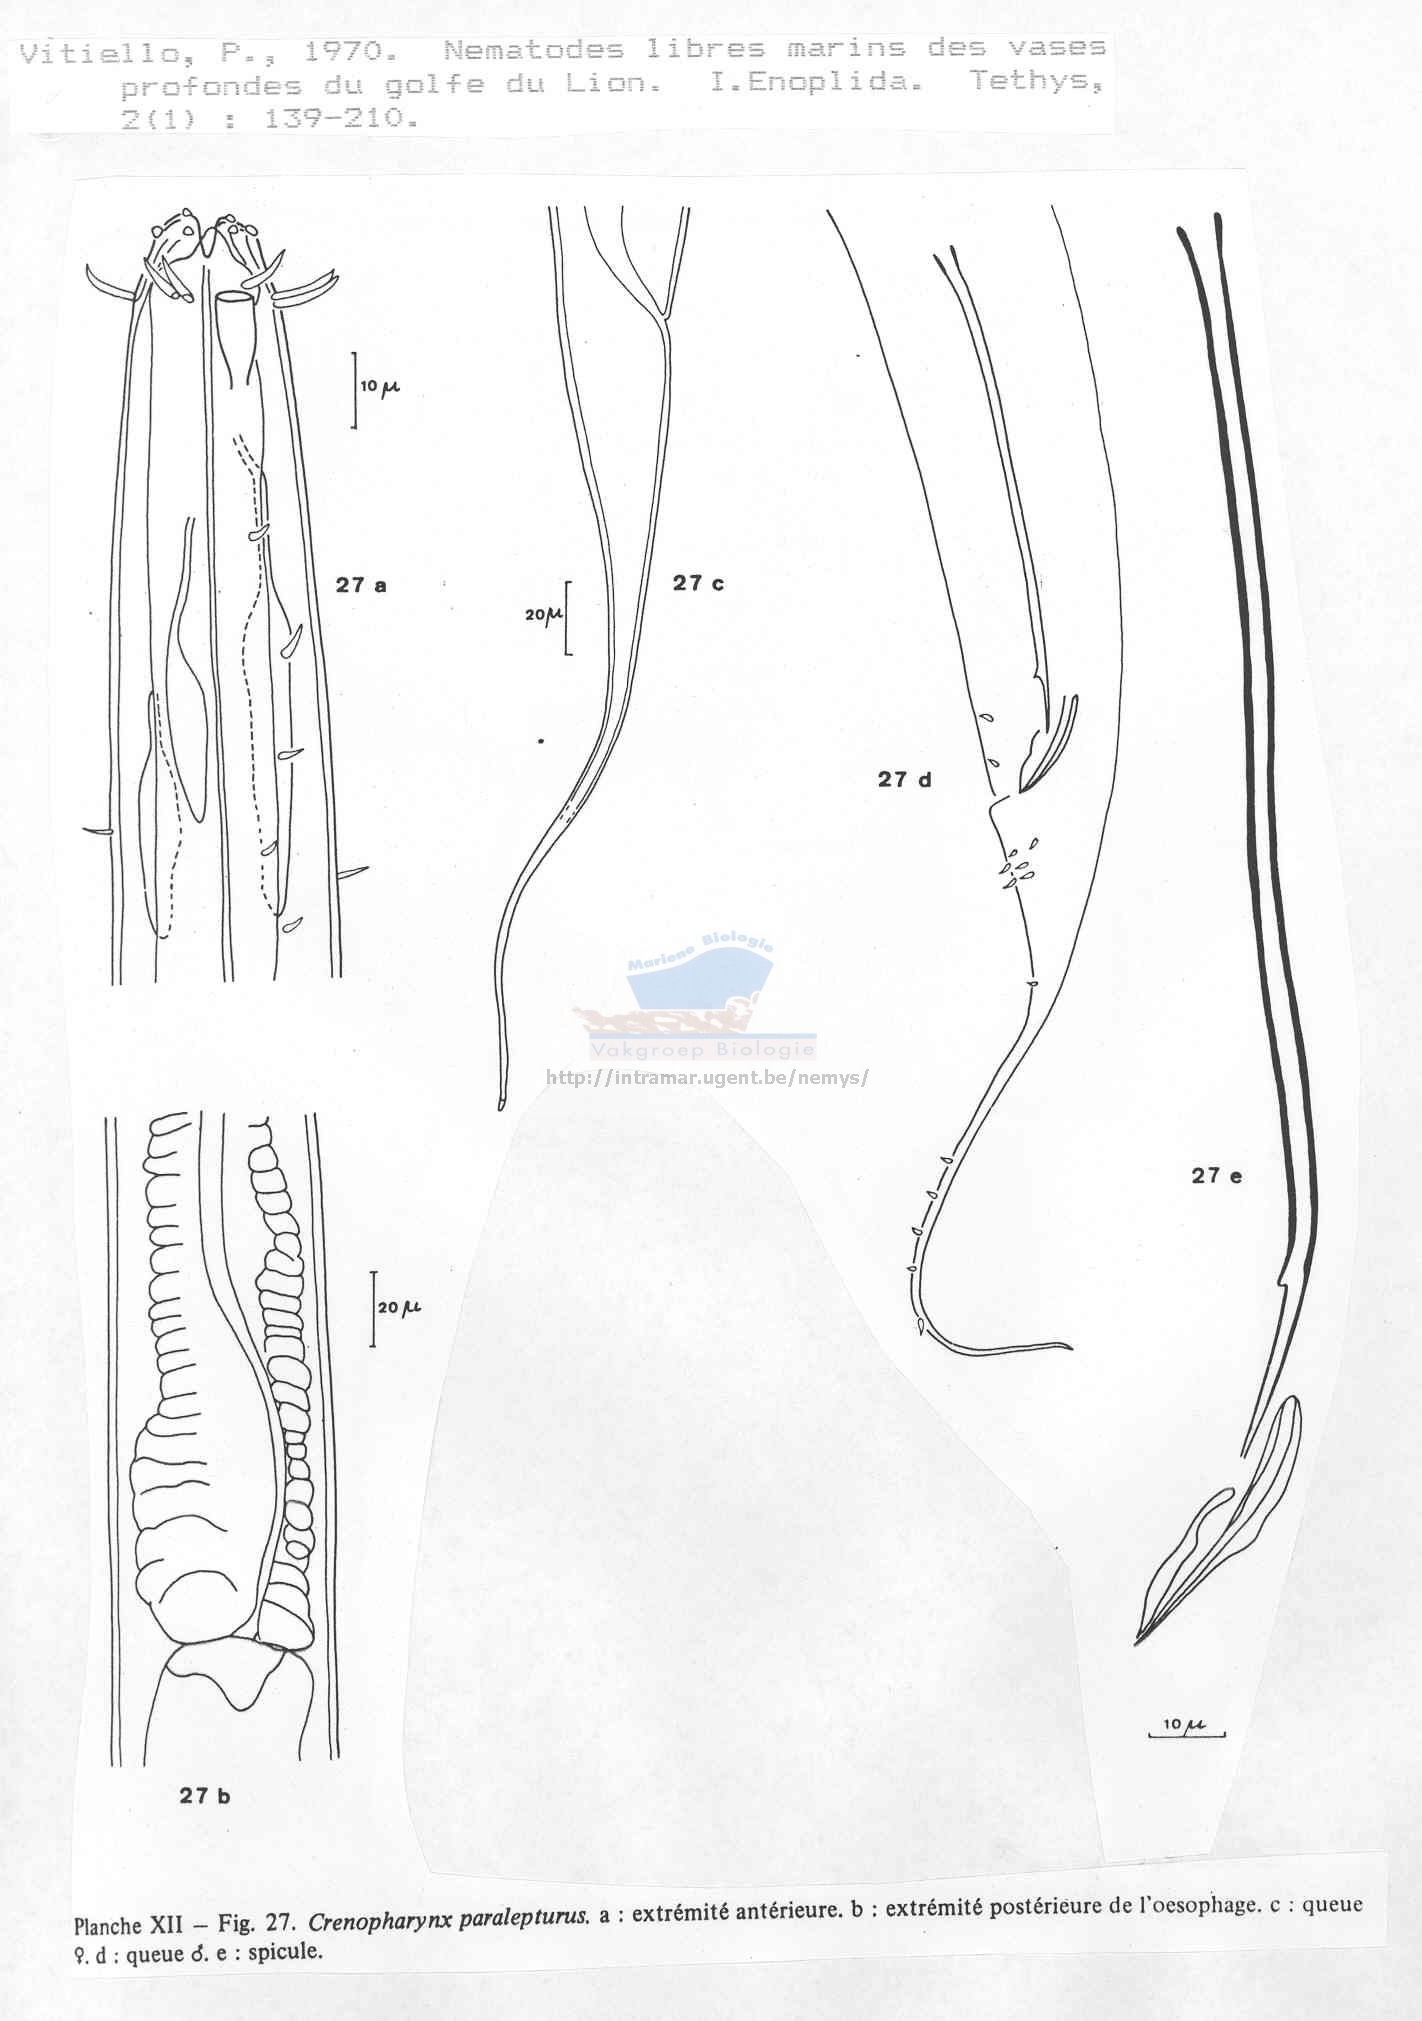 Vitiello, P., 1970. Nematodes libres marins des vases
profondes du golfe du Lion. I.Enoplida. Tethys,
2(1) : 139-210.
10 µ
27 a
20µ
27 c
27 d
Mariene Biologie
Vakgroep Biologie
http://intramar.ugent.be/nemys/
27 e
20 µ
10 µ
27 b
Planche XII – Fig. 27. Crenopharynx paralepturus. a : extrémité antérieure. b : extrémité postérieure de l'oesophage. c : queue
♀. d : queue ♂. e : spicule.